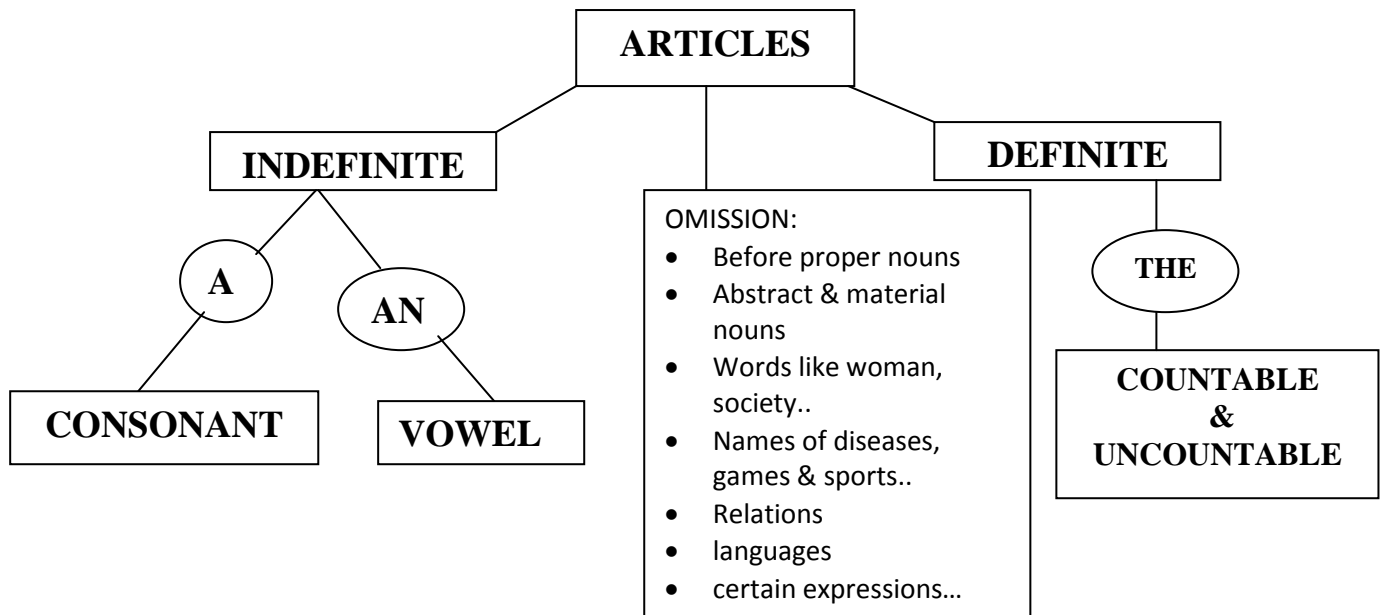 ARTICLES
INDEFINITE
DEFINITE
A
AN
THE
CONSONANT
VOWEL
OMISSION:
• Before proper nouns
• Abstract & material
nouns
• Words like woman,
society..
• Names of diseases,
games & sports..
• Relations
• languages
• certain expressions…
COUNTABLE
&
UNCOUNTABLE